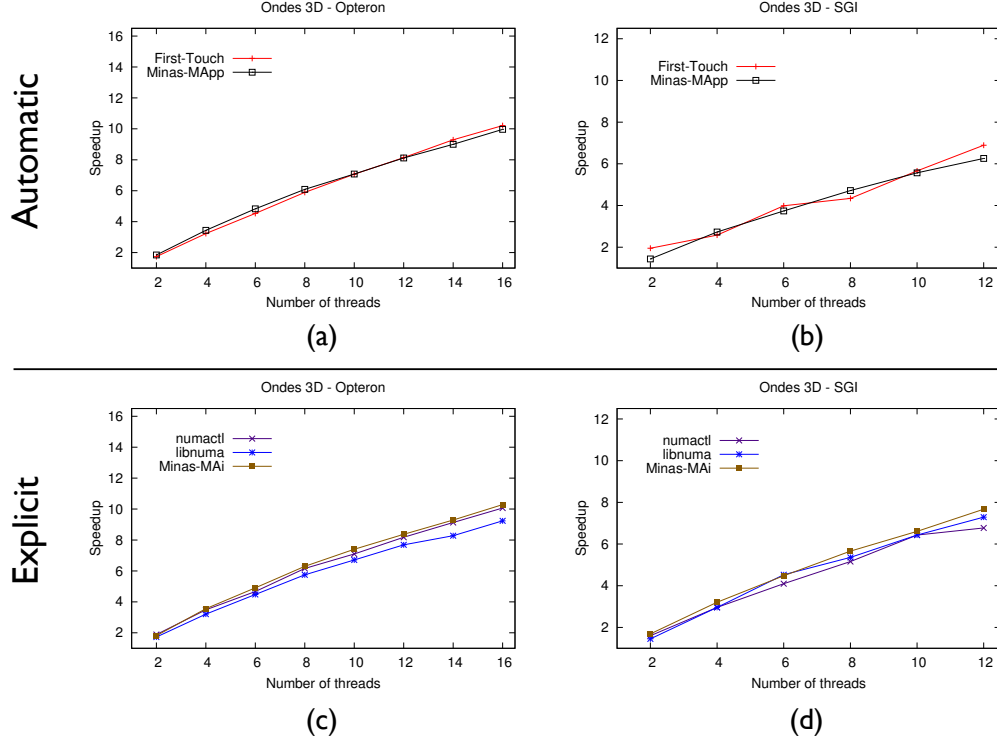 Automatic
Ondes 3D - Opteron
16
14
12
10
8
6
4
2
Speedup
First-Touch
Minas-MApp
2 4 6 8 10 12 14 16
Number of threads
(a)
Ondes 3D - SGI
12
10
8
6
4
2
Speedup
First-Touch
Minas-MApp
2 4 6 8 10 12
Number of threads
(b)
Explicit
Ondes 3D - Opteron
16
14
12
10
8
6
4
2
Speedup
numactl
libnuma
Minas-MAi
2 4 6 8 10 12 14 16
Number of threads
(c)
Ondes 3D - SGI
12
10
8
6
4
2
Speedup
numactl
libnuma
Minas-MAi
2 4 6 8 10 12
Number of threads
(d)